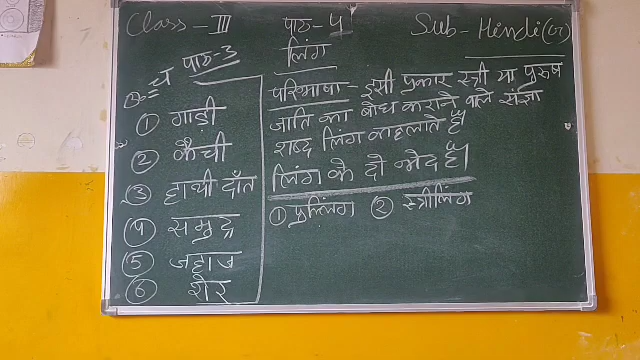 Class - III
पाठ - 4
Sub - Hindi
लिंग
पाठ-3
① गाड़ी
② कैची
③ हाथी दाँत
④ समुद्र
⑤ जहाज
⑥ शेर
परिभाषा - इसी प्रकार स्त्री या पुरुष
जाति का बोध कराने वाले संज्ञा
शब्द लिंग कहलाते हैं।
लिंग के दो भेद हैं।
① पुल्लिंग ② स्त्रीलिंग